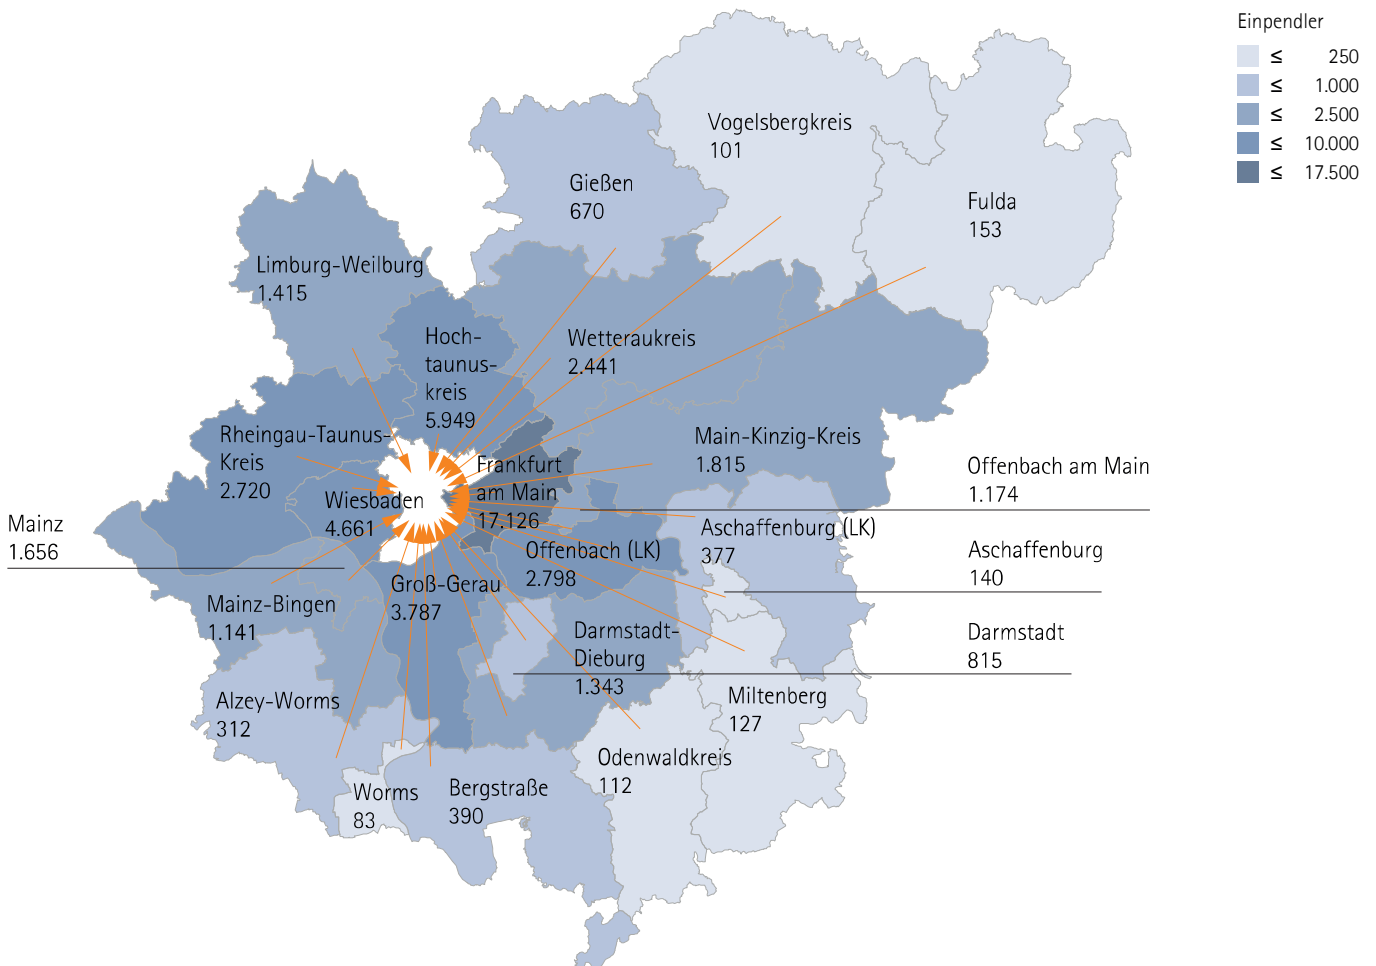 Einpendler
≤ 250
≤ 1.000
≤ 2.500
≤ 10.000
≤ 17.500
Vogelsbergkreis
101
Gießen
670
Fulda
153
Limburg-Weilburg
1.415
Hoch-
taunus-
kreis
5.949
Wetteraukreis
2.441
Rheingau-Taunus-
Kreis
2.720
Main-Kinzig-Kreis
1.815
Frankfurt
am Main
17.126
Offenbach am Main
1.174
Wiesbaden
4.661
Mainz
1.656
Aschaffenburg (LK)
377
Offenbach (LK)
2.798
Aschaffenburg
140
Groß-Gerau
3.787
Mainz-Bingen
1.141
Darmstadt-
Dieburg
1.343
Darmstadt
815
Alzey-Worms
312
Miltenberg
127
Odenwaldkreis
112
Worms
83
Bergstraße
390